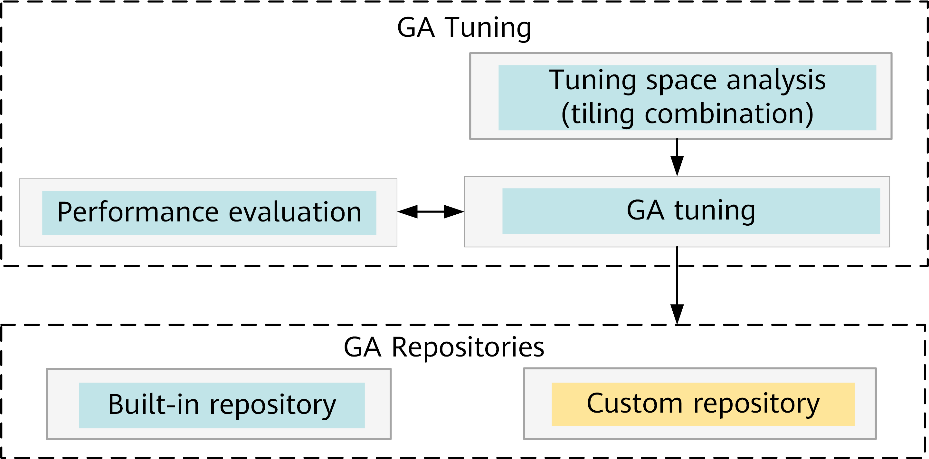 GA Tuning
Tuning space analysis
(tiling combination)
Performance evaluation
GA tuning
GA Repositories
Built-in repository
Custom repository